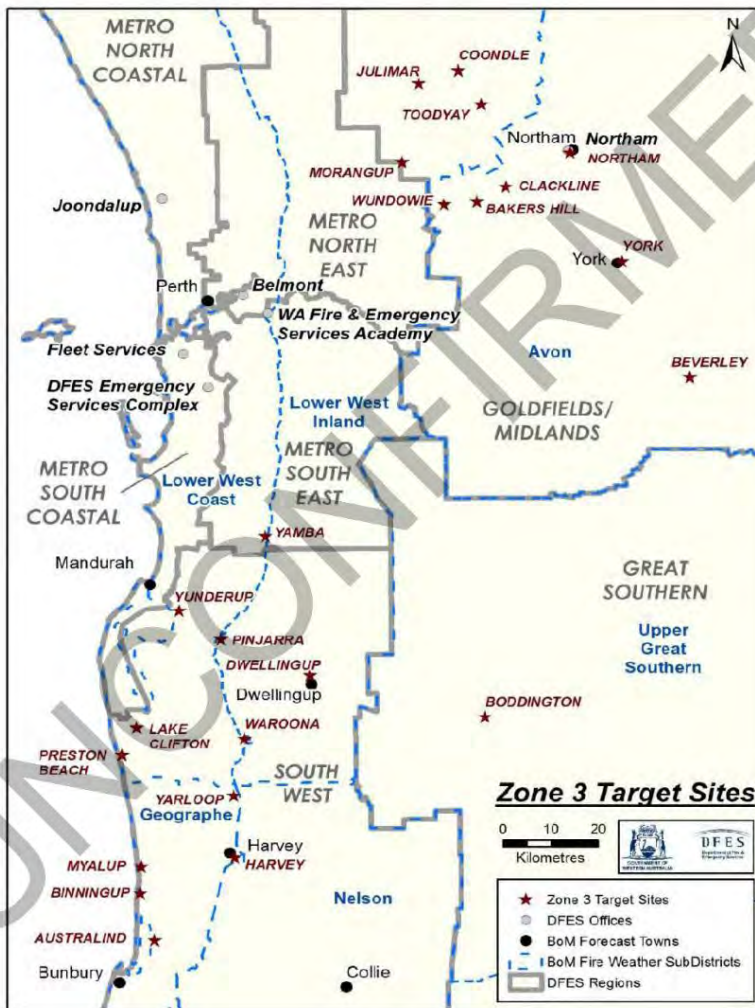 METRO
NORTH
COASTAL
COONDLE
JULIMAR
TOODYAY
Northam
Northam
NORTHAM
MORANGUP
CLACKLINE
WUNDOWIE
BAKERS HILL
Joondalup
METRO
NORTH
EAST
YORK
York
Perth
Belmont
WA Fire & Emergency
Services Academy
Fleet Services
Avon
BEVERLEY
DFES Emergency
Services Complex
Lower West
Inland
GOLDFIELDS/
MIDLANDS
METRO
SOUTH
COASTAL
Lower West
Coast
METRO
SOUTH
EAST
YAMBA
Mandurah
GREAT
SOUTHERN
YUNDERUP
Upper
Great
Southern
PINJARRA
DWELLINGUP
Dwellingup
BODDINGTON
LAKE
CLIFTON
WAROONA
PRESTON
BEACH
SOUTH
WEST
YARLOOP
Geographe
Harvey
HARVEY
MYALUP
BINNINGUP
Nelson
AUSTRALIND
Bunbury
Collie
N
Zone 3 Target Sites
0 10 20
Kilometres
GOVERNMENT OF
WESTERN AUSTRALIA
DFES
Zone 3 Target Sites
DFES Offices
BoM Forecast Towns
BoM Fire Weather SubDistricts
DFES Regions
UNCONFIRMED